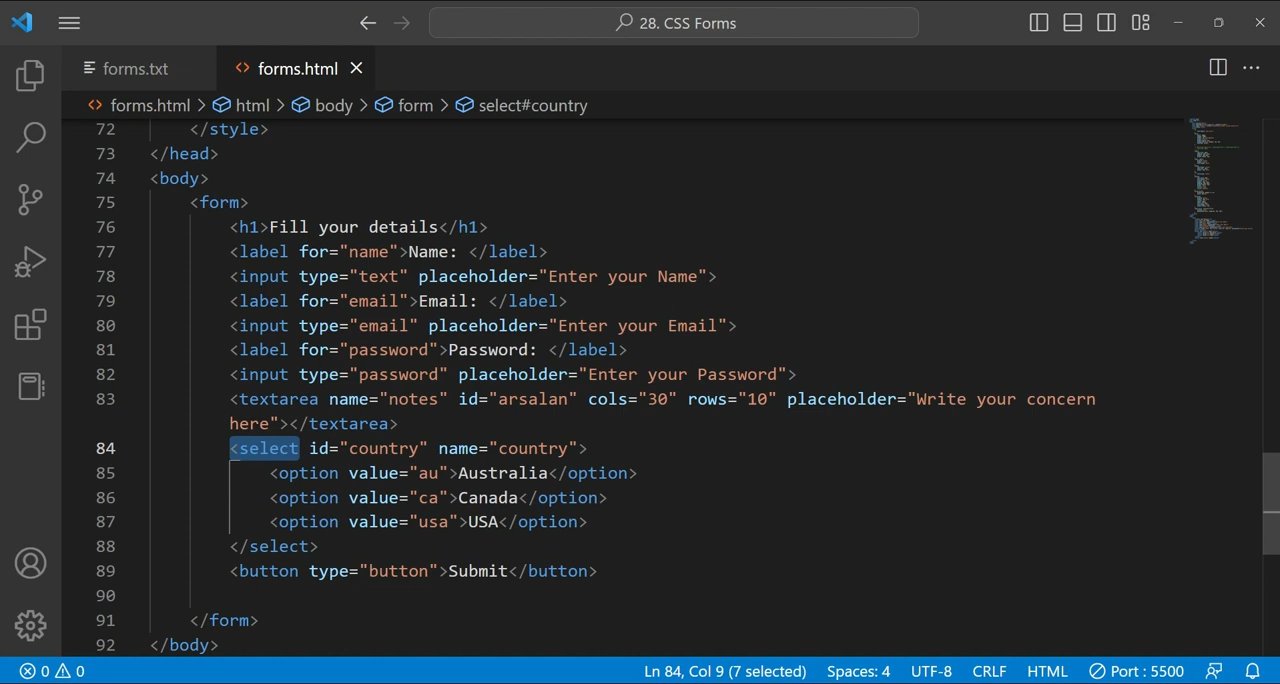 28. CSS Forms
forms.txt
forms.html
forms.html > html > body > form > select#country
72 </style>
73 </head>
74 <body>
75 <form>
76 <h1>Fill your details</h1>
77 <label for="name">Name: </label>
78 <input type="text" placeholder="Enter your Name">
79 <label for="email">Email: </label>
80 <input type="email" placeholder="Enter your Email">
81 <label for="password">Password: </label>
82 <input type="password" placeholder="Enter your Password">
83 <textarea name="notes" id="arsalan" cols="30" rows="10" placeholder="Write your concern
here"></textarea>
84 <select id="country" name="country">
85 <option value="au">Australia</option>
86 <option value="ca">Canada</option>
87 <option value="usa">USA</option>
88 </select>
89 <button type="button">Submit</button>
90
91 </form>
92 </body>
0 0 Ln 84, Col 9 (7 selected) Spaces: 4 UTF-8 CRLF HTML Port : 5500